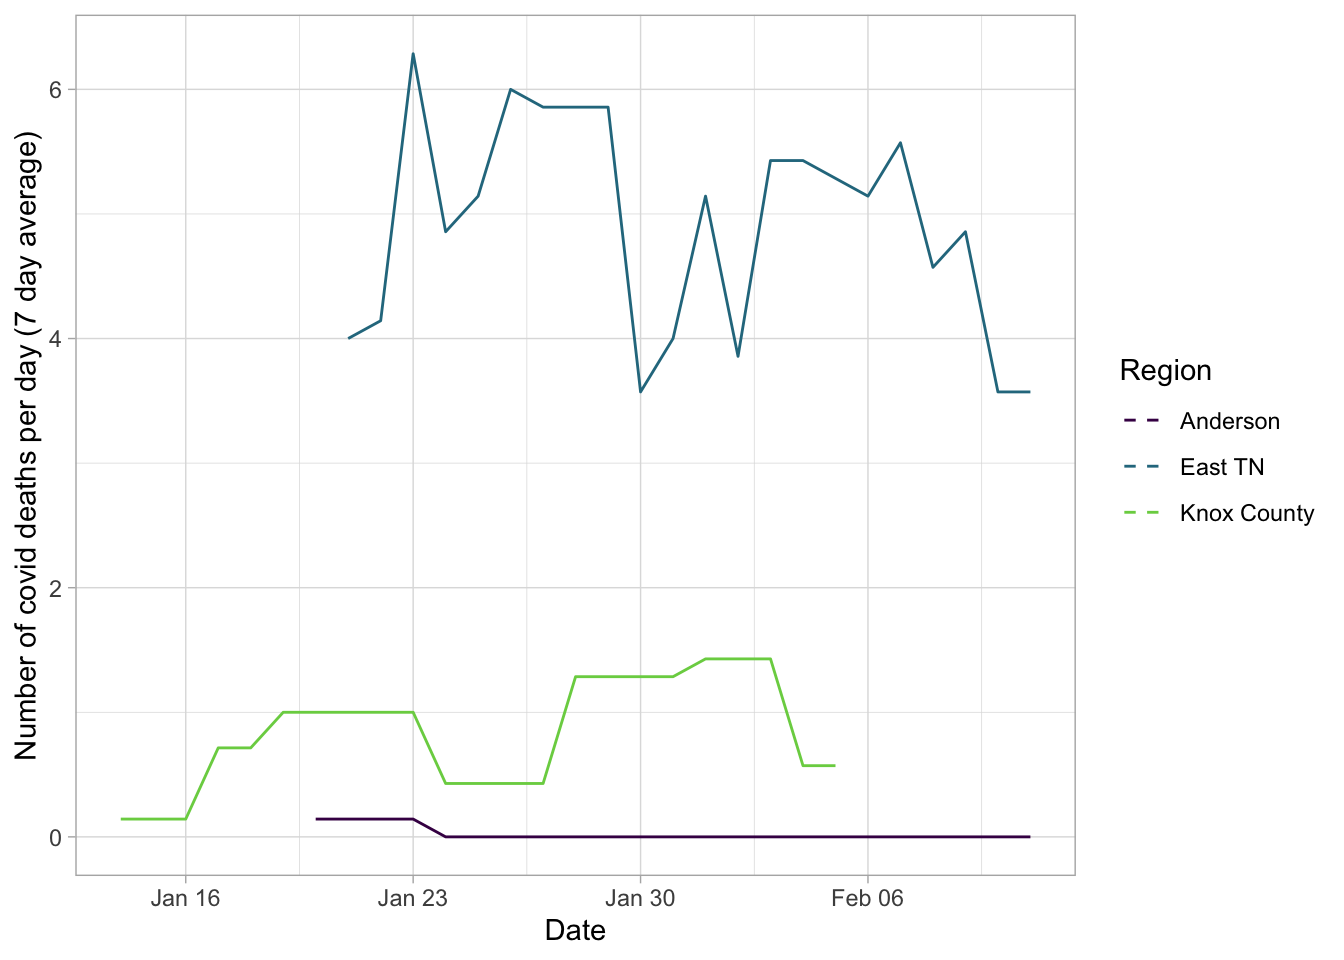 Number of covid deaths per day (7 day average)
6
4
2
0
Jan 16
Jan 23
Jan 30
Feb 06
Date
Region
Anderson
East TN
Knox County